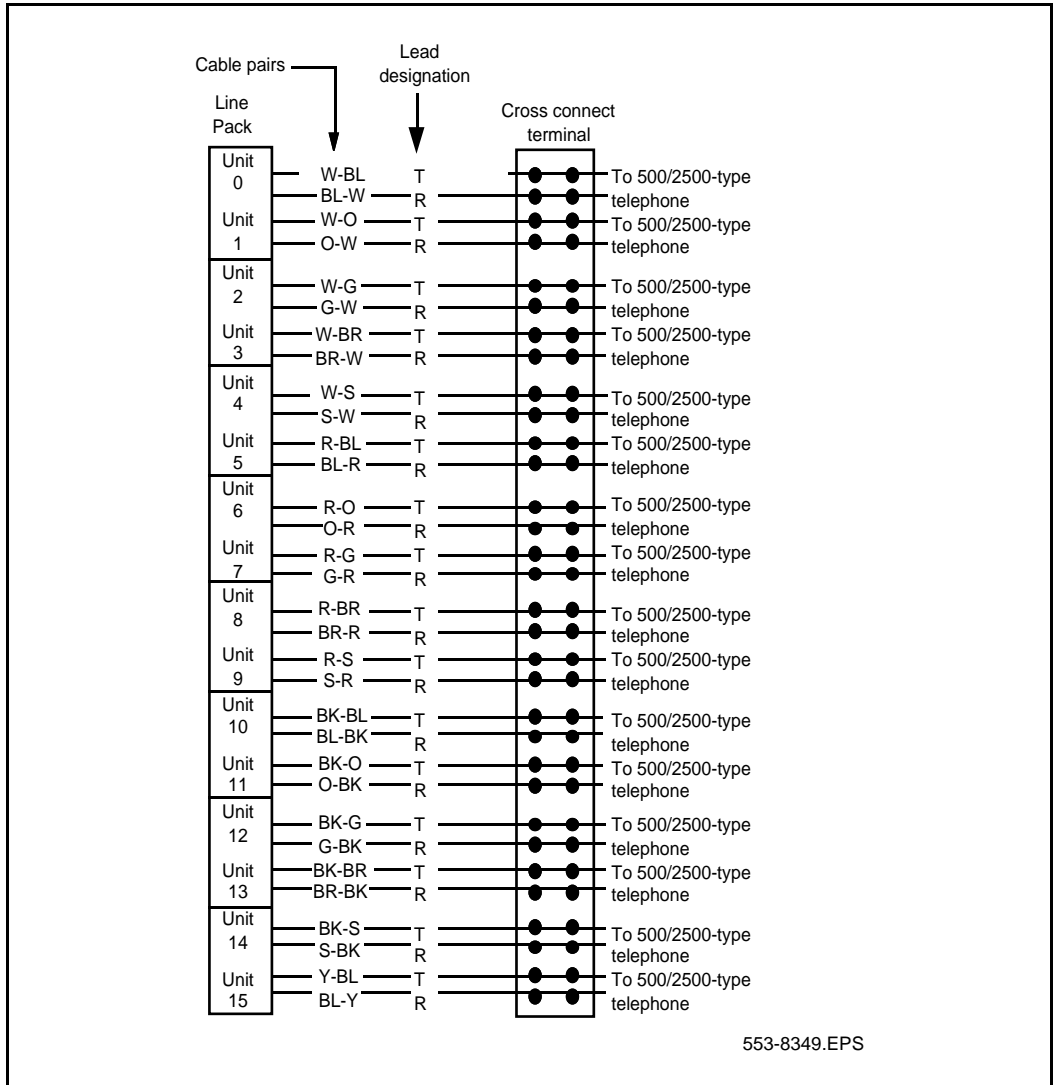 Cable pairs
Lead
designation
Line
Pack
Cross connect
terminal
Unit
0
W-BL T To 500/2500-type
BL-W R telephone
Unit
1
W-O T To 500/2500-type
O-W R telephone
Unit
2
W-G T To 500/2500-type
G-W R telephone
Unit
3
W-BR T To 500/2500-type
BR-W R telephone
Unit
4
W-S T To 500/2500-type
S-W R telephone
Unit
5
R-BL T To 500/2500-type
BL-R R telephone
Unit
6
R-O T To 500/2500-type
O-R R telephone
Unit
7
R-G T To 500/2500-type
G-R R telephone
Unit
8
R-BR T To 500/2500-type
BR-R R telephone
Unit
9
R-S T To 500/2500-type
S-R R telephone
Unit
10
BK-BL T To 500/2500-type
BL-BK R telephone
Unit
11
BK-O T To 500/2500-type
O-BK R telephone
Unit
12
BK-G T To 500/2500-type
G-BK R telephone
Unit
13
BK-BR T To 500/2500-type
BR-BK R telephone
Unit
14
BK-S T To 500/2500-type
S-BK R telephone
Unit
15
Y-BL T To 500/2500-type
BL-Y R telephone
553-8349.EPS